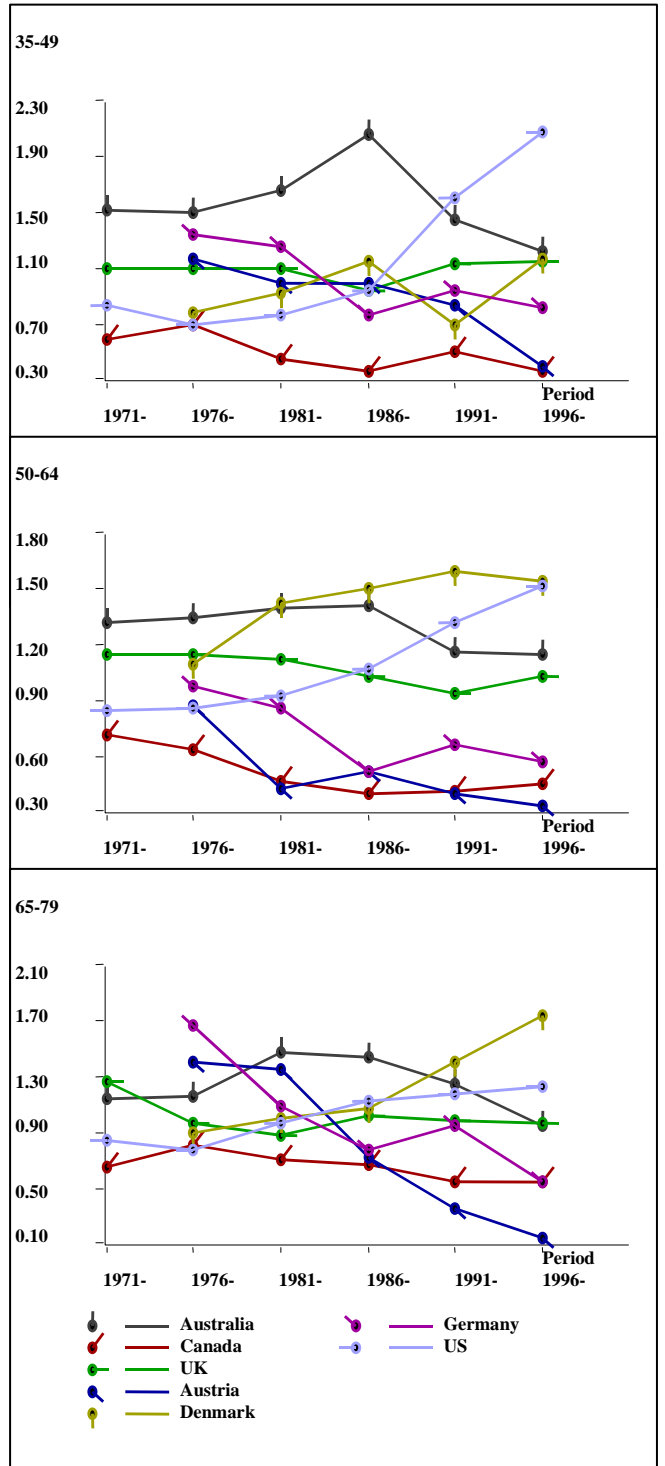 35-49
2.30
1.90
1.50
1.10
0.70
0.30
Period
1971- 1976- 1981- 1986- 1991- 1996-
50-64
1.80
1.50
1.20
0.90
0.60
0.30
Period
1971- 1976- 1981- 1986- 1991- 1996-
65-79
2.10
1.70
1.30
0.90
0.50
0.10
Period
1971- 1976- 1981- 1986- 1991- 1996-
Australia Germany
Canada US
UK
Austria
Denmark